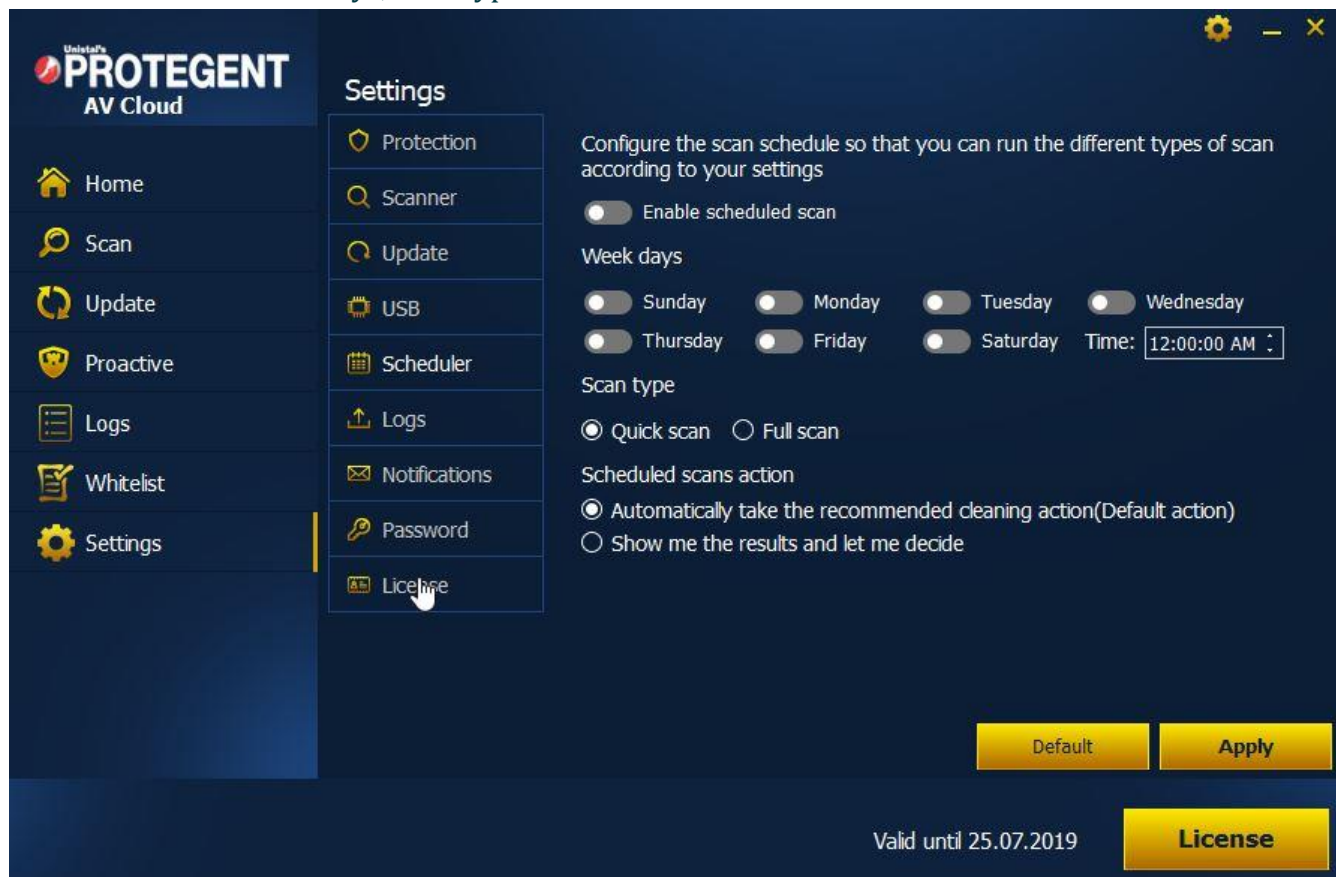 Unistal's
PROTEGENT
AV Cloud
Home
Scan
Update
Proactive
Logs
Whitelist
Settings
Settings
Protection
Scanner
Update
USB
Scheduler
Logs
Notifications
Password
License
Configure the scan schedule so that you can run the different types of scan
according to your settings
Enable scheduled scan
Week days
Sunday Monday Tuesday Wednesday
Thursday Friday Saturday Time: 12:00:00 AM
Scan type
Quick scan Full scan
Scheduled scans action
Automatically take the recommended cleaning action(Default action)
Show me the results and let me decide
Default Apply
Valid until 25.07.2019 License